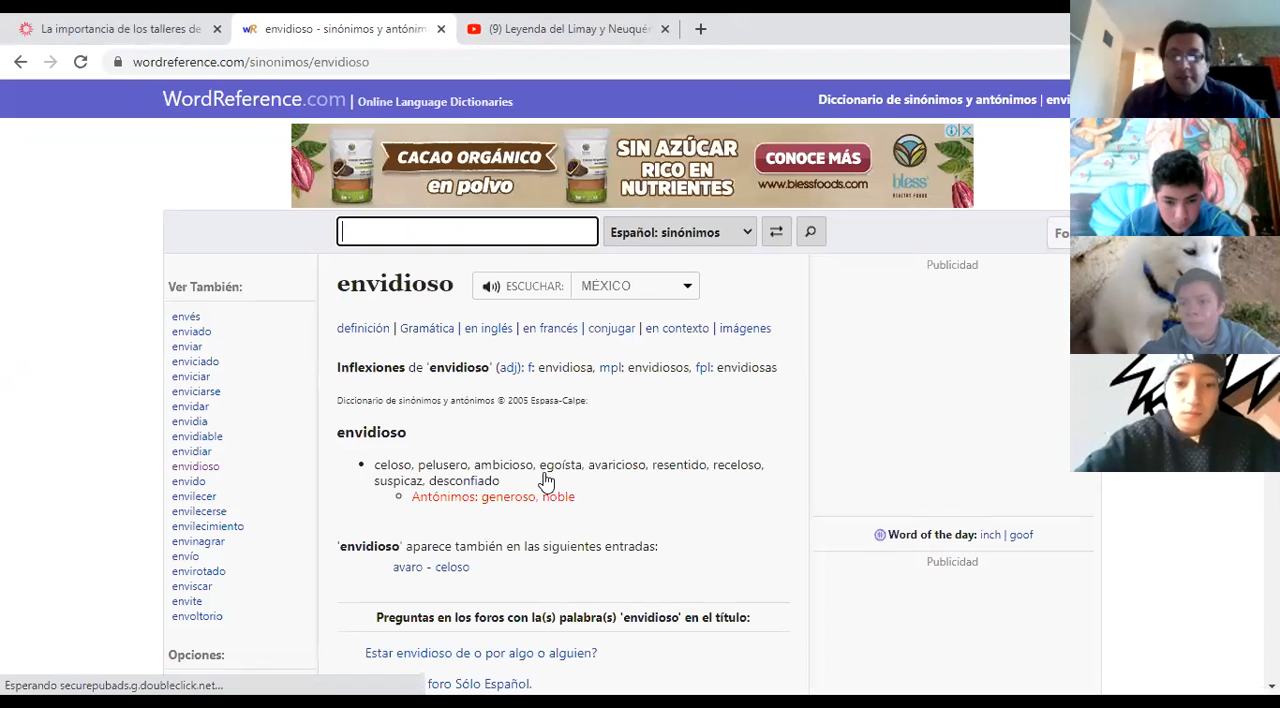 La importancia de los talleres de
envidioso - sinónimos y antónim
(9) Leyenda del Limay y Neuquén
wordreference.com/sinonimos/envidioso
WordReference.com | Online Language Dictionaries
Diccionario de sinónimos y antónimos | envi
CACAO ORGÁNICO
en polvo
SIN AZÚCAR
RICO EN
NUTRIENTES
CONOCE MÁS
www.blessfoods.com
bless
HEALTHY FOODS
Español: sinónimos
Fo
Ver También:
envés
enviado
enviar
enviciado
enviciar
enviciarse
envidar
envidia
envidiable
envidiar
envidioso
envido
envilecer
envilecerse
envilecimiento
envinagrar
envío
envirotado
enviscar
envite
envoltorio
Opciones:
envidioso
ESCUCHAR:
MÉXICO
definición | Gramática | en inglés | en francés | conjugar | en contexto | imágenes
Inflexiones de 'envidioso' (adj): f: envidiosa, mpl: envidiosos, fpl: envidiosas
Diccionario de sinónimos y antónimos © 2005 Espasa-Calpe:
envidioso
celoso, pelusero, ambicioso, egoísta, avaricioso, resentido, receloso,
suspicaz, desconfiado
Antónimos: generoso, noble
'envidioso' aparece también en las siguientes entradas:
avaro - celoso
Preguntas en los foros con la(s) palabra(s) 'envidioso' en el título:
Estar envidioso de o por algo o alguien?
foro Sólo Español.
Publicidad
Word of the day: inch | goof
Publicidad
Esperando securepubads.g.doubleclick.net...